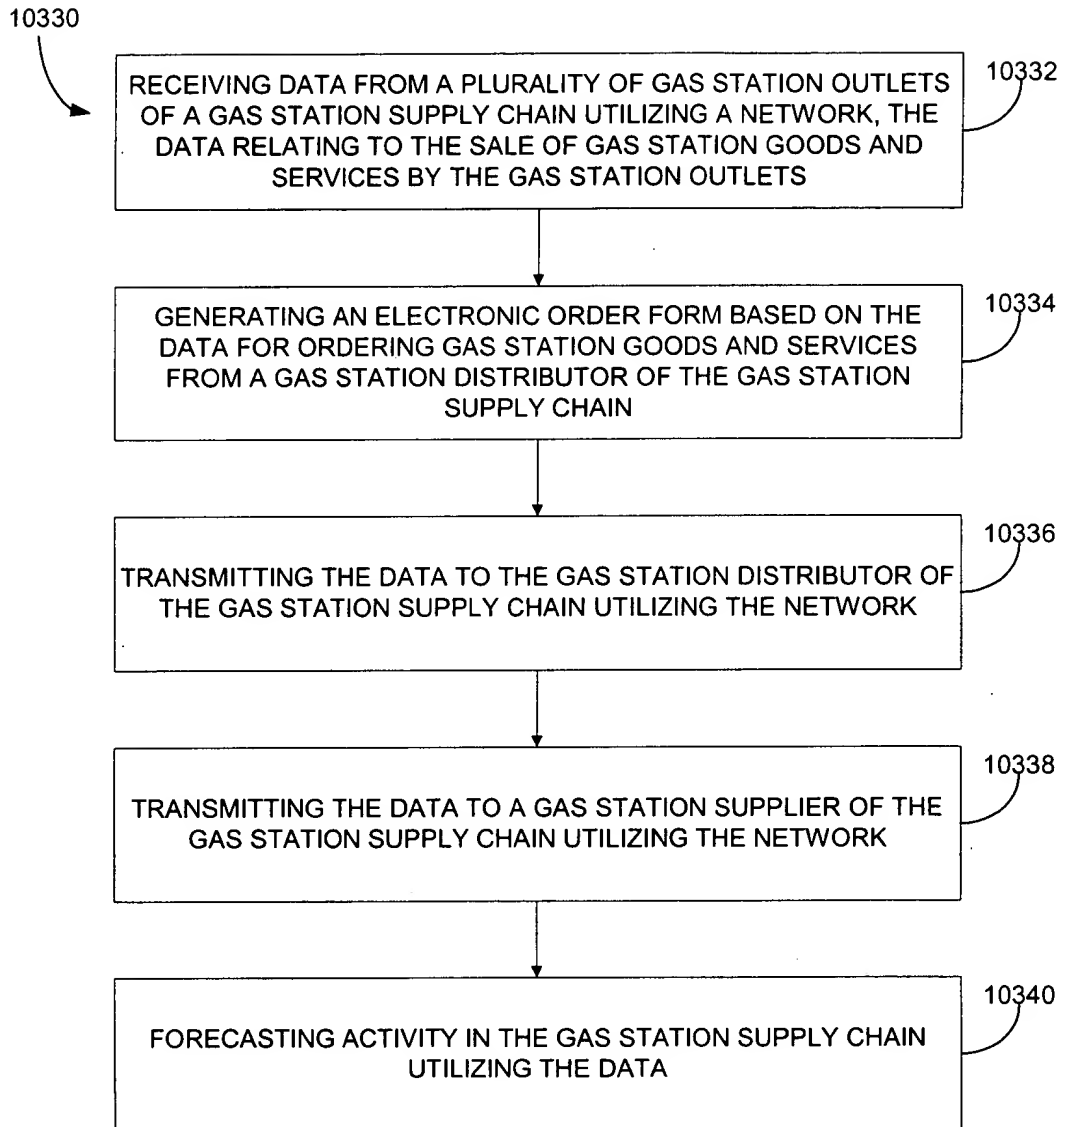 10330
RECEIVING DATA FROM A PLURALITY OF GAS STATION OUTLETS
OF A GAS STATION SUPPLY CHAIN UTILIZING A NETWORK, THE
DATA RELATING TO THE SALE OF GAS STATION GOODS AND
SERVICES BY THE GAS STATION OUTLETS
10332
GENERATING AN ELECTRONIC ORDER FORM BASED ON THE
DATA FOR ORDERING GAS STATION GOODS AND SERVICES
FROM A GAS STATION DISTRIBUTOR OF THE GAS STATION
SUPPLY CHAIN
10334
TRANSMITTING THE DATA TO THE GAS STATION DISTRIBUTOR OF
THE GAS STATION SUPPLY CHAIN UTILIZING THE NETWORK
10336
TRANSMITTING THE DATA TO A GAS STATION SUPPLIER OF THE
GAS STATION SUPPLY CHAIN UTILIZING THE NETWORK
10338
FORECASTING ACTIVITY IN THE GAS STATION SUPPLY CHAIN
UTILIZING THE DATA
10340